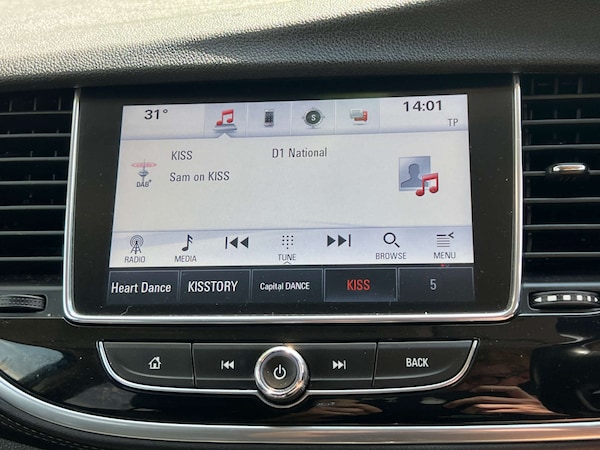 31° 14:01
S
TP
KISS D1 National
DAB+
Sam on KISS
RADIO MEDIA TUNE BROWSE MENU
Heart Dance KISSTORY Capital DANCE KISS 5
BACK